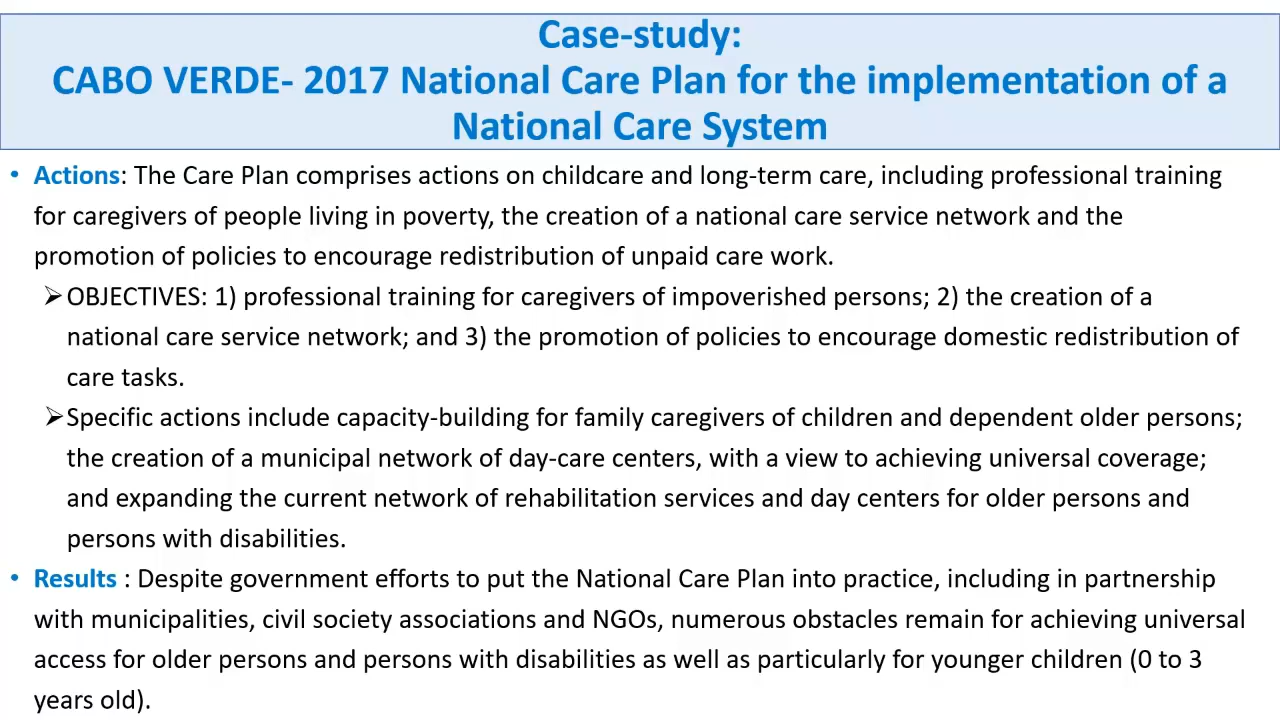 Case-study:
CABO VERDE- 2017 National Care Plan for the implementation of a
National Care System
• Actions: The Care Plan comprises actions on childcare and long-term care, including professional training
for caregivers of people living in poverty, the creation of a national care service network and the
promotion of policies to encourage redistribution of unpaid care work.
➢OBJECTIVES: 1) professional training for caregivers of impoverished persons; 2) the creation of a
national care service network; and 3) the promotion of policies to encourage domestic redistribution of
care tasks.
➢Specific actions include capacity-building for family caregivers of children and dependent older persons;
the creation of a municipal network of day-care centers, with a view to achieving universal coverage;
and expanding the current network of rehabilitation services and day centers for older persons and
persons with disabilities.
• Results : Despite government efforts to put the National Care Plan into practice, including in partnership
with municipalities, civil society associations and NGOs, numerous obstacles remain for achieving universal
access for older persons and persons with disabilities as well as particularly for younger children (0 to 3
years old).